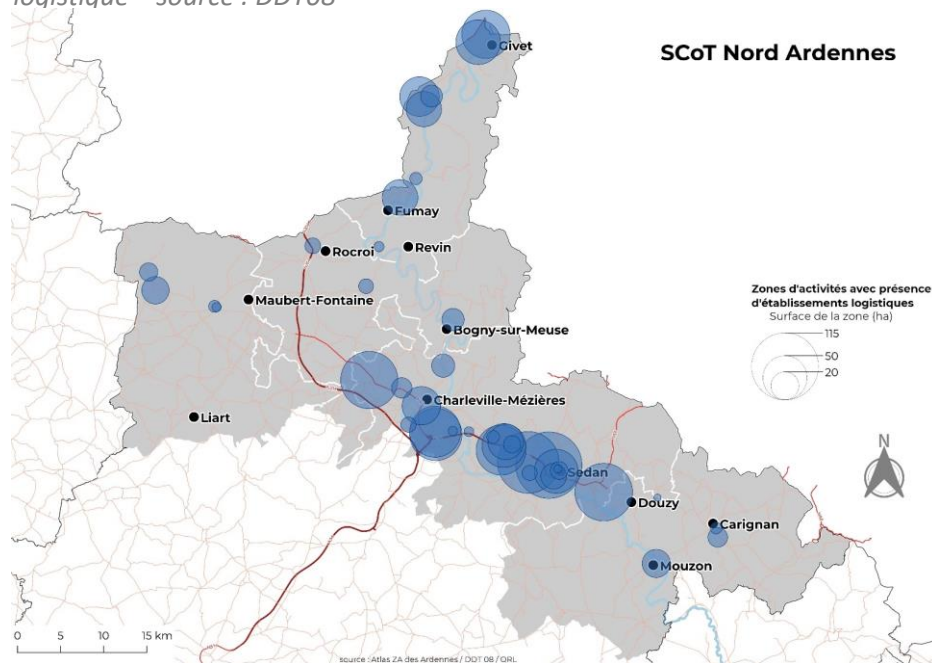 logistique – source : DDT08
SCoT Nord Ardennes
Givet
Fumay
Rocroi
Revin
Maubert-Fontaine
Bogny-sur-Meuse
Zones d'activités avec présence
d'établissements logistiques
Surface de la zone (ha)
115
50
20
Charleville-Mézières
Liart
Sedan
N
Douzy
Carignan
Mouzon
0 5 10 15 km
source : Atlas ZA des Ardennes / DDT 08 / ORL